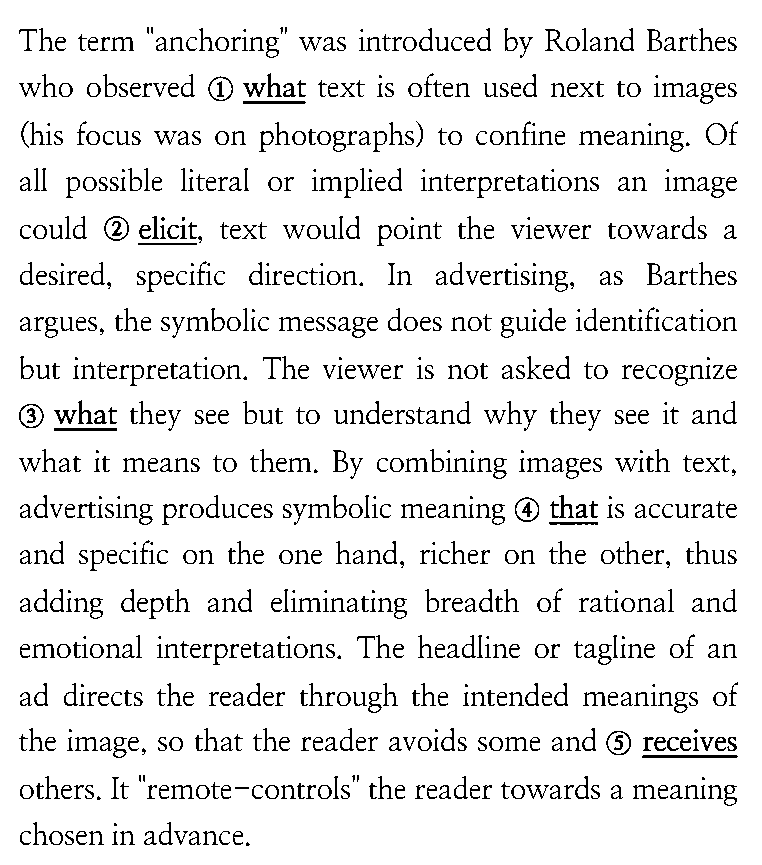 The term "anchoring" was introduced by Roland Barthes
who observed ① what text is often used next to images
(his focus was on photographs) to confine meaning. Of
all possible literal or implied interpretations an image
could ② elicit, text would point the viewer towards a
desired, specific direction. In advertising, as Barthes
argues, the symbolic message does not guide identification
but interpretation. The viewer is not asked to recognize
③ what they see but to understand why they see it and
what it means to them. By combining images with text,
advertising produces symbolic meaning ④ that is accurate
and specific on the one hand, richer on the other, thus
adding depth and eliminating breadth of rational and
emotional interpretations. The headline or tagline of an
ad directs the reader through the intended meanings of
the image, so that the reader avoids some and ⑤ receives
others. It "remote-controls" the reader towards a meaning
chosen in advance.